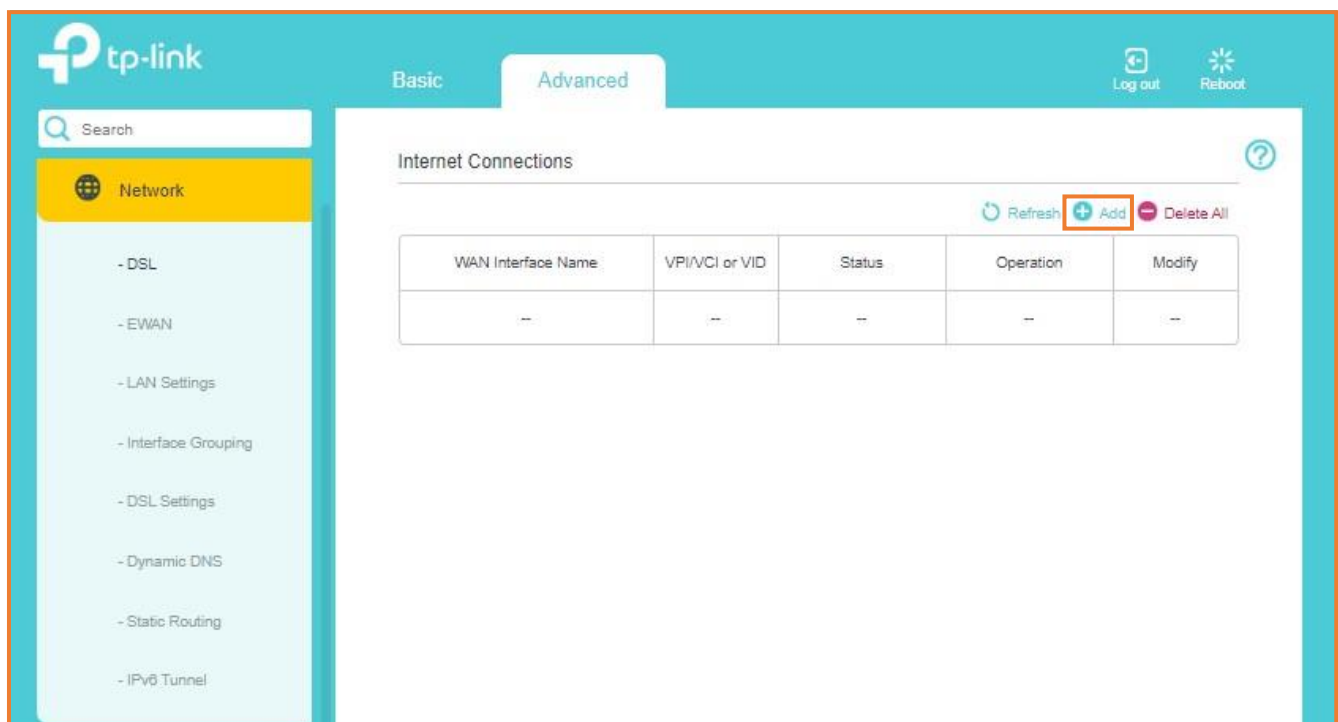 tp-link
Basic
Advanced
Log out
Reboot
Search
Network
- DSL
- EWAN
- LAN Settings
- Interface Grouping
- DSL Settings
- Dynamic DNS
- Static Routing
- IPv6 Tunnel
Internet Connections
?
Refresh Add Delete All
WAN Interface Name VPI/VCI or VID Status Operation Modify
-- -- -- -- --